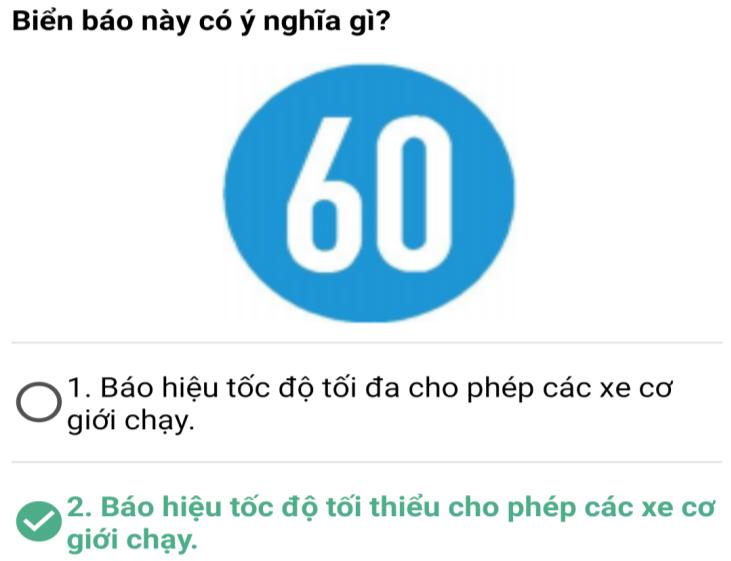 Biển báo này có ý nghĩa gì?
60
1. Báo hiệu tốc độ tối đa cho phép các xe cơ
giới chạy.
2. Báo hiệu tốc độ tối thiểu cho phép các xe cơ
giới chạy.